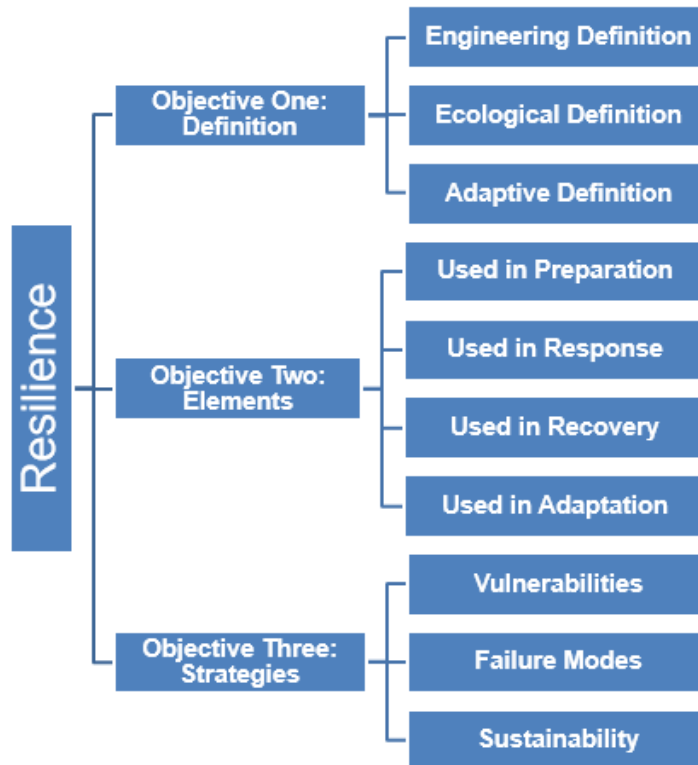 Resilience
Objective One:
Definition
Engineering Definition
Ecological Definition
Adaptive Definition
Objective Two:
Elements
Used in Preparation
Used in Response
Used in Recovery
Used in Adaptation
Objective Three:
Strategies
Vulnerabilities
Failure Modes
Sustainability